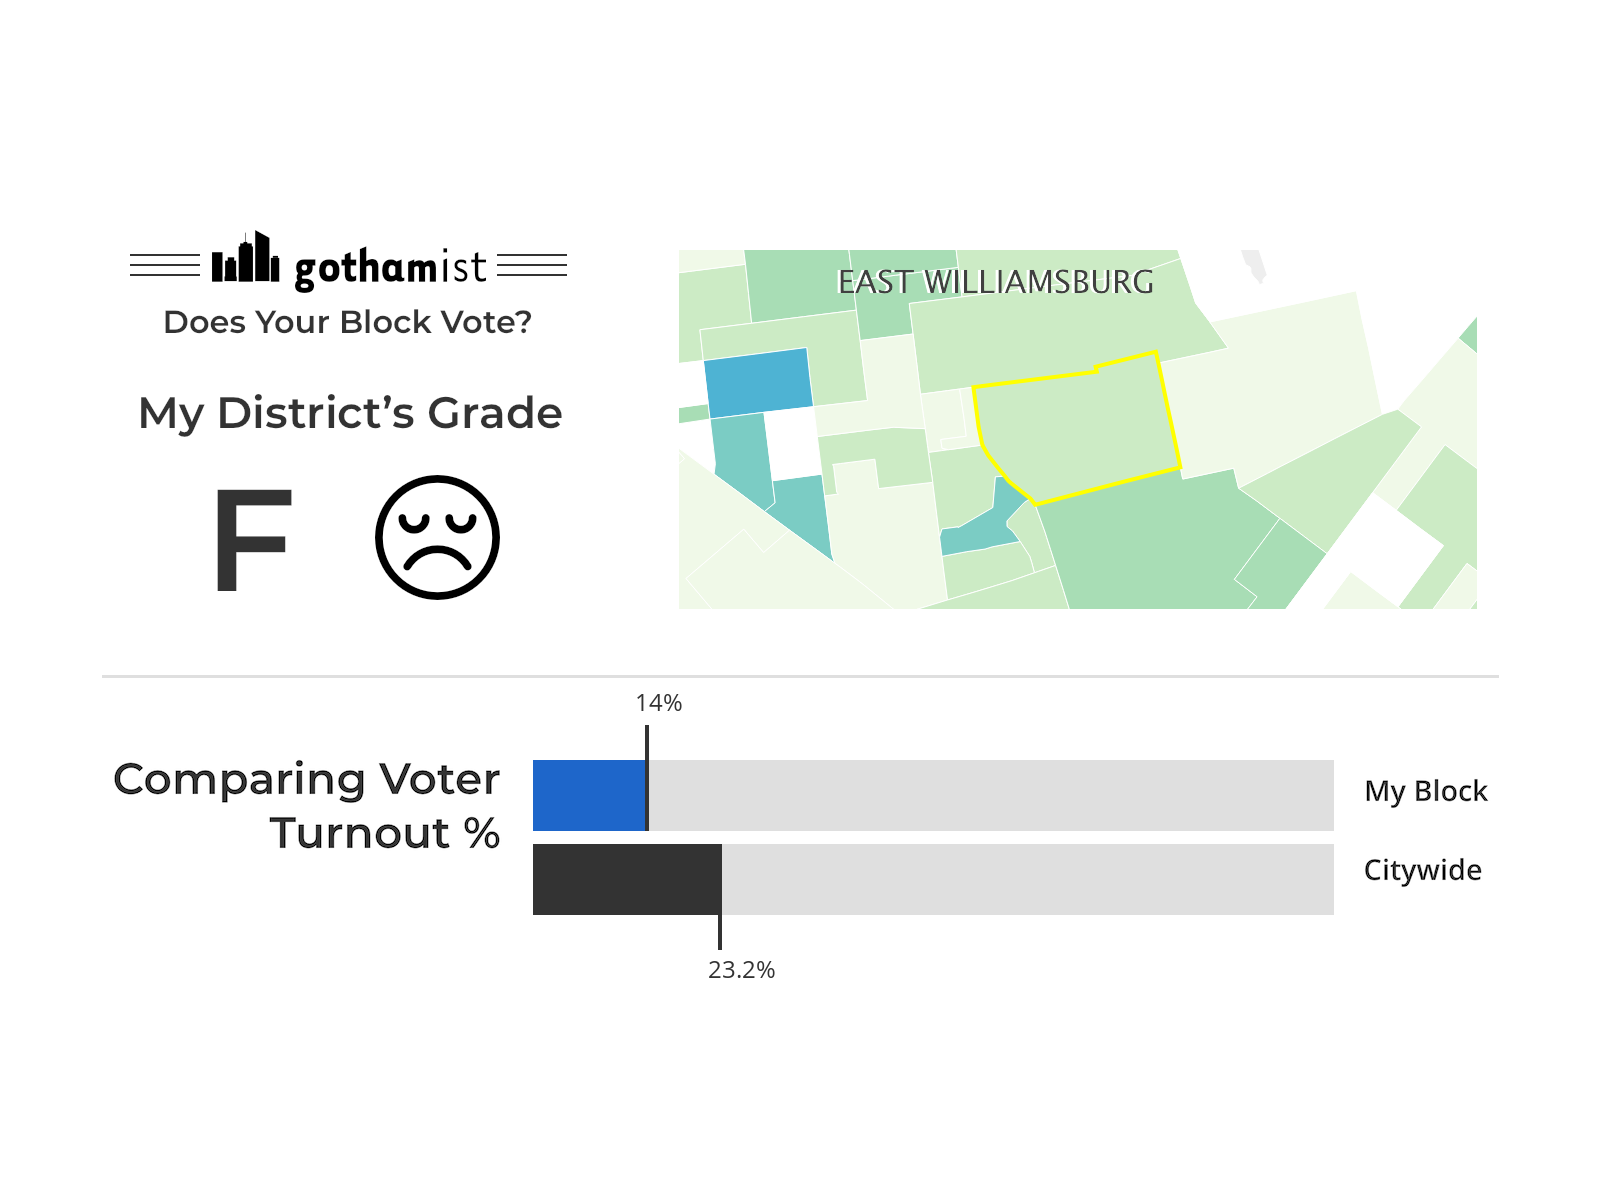 gothamist
Does Your Block Vote?
My District’s Grade
F
EAST WILLIAMSBURG
Comparing Voter
Turnout %
14%
My Block
Citywide
23.2%